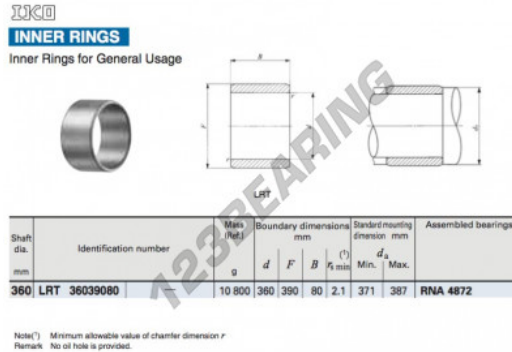 IKO
INNER RINGS
Inner Rings for General Usage
B
r
r
F
d
da
LRT
123BEARING
Shaft dia. mm
Identification number
Mass (Ref.) g
Boundary dimensions mm
d F B rs min (1)
Standard mounting dimension mm
da
Min. Max.
Assembled bearings
360 LRT 36039080 — 10 800 360 390 80 2.1 371 387 RNA 4872
Note(1) Minimum allowable value of chamfer dimension r
Remark No oil hole is provided.